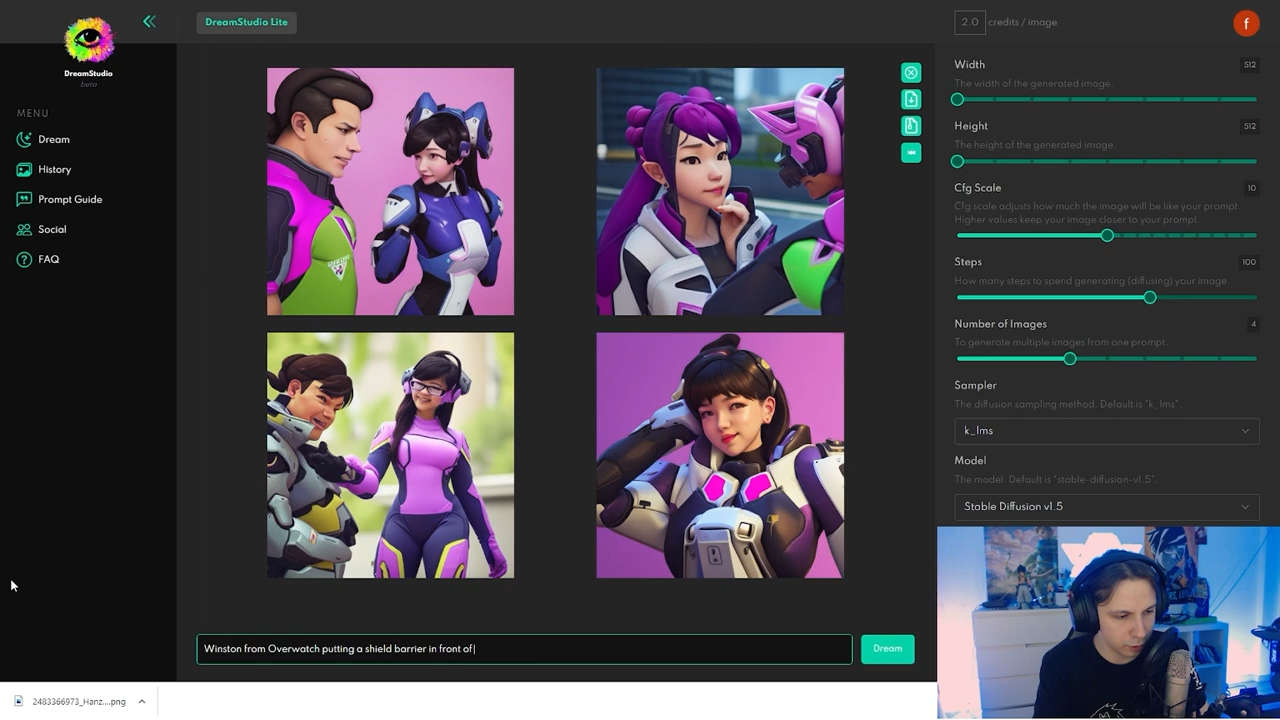 DreamStudio
beta
MENU
Dream
History
Prompt Guide
Social
FAQ
DreamStudio Lite
2.0 credits / image
f
Width
512
The width of the generated image.
Height
512
The height of the generated image.
Cfg Scale
10
Cfg scale adjusts how much the image will be like your prompt.
Higher values keep your image closer to your prompt.
Steps
100
How many steps to spend generating (diffusing) your image.
Number of Images
4
To generate multiple images from one prompt.
Sampler
The diffusion sampling method. Default is "k_lms".
k_lms
Model
The model. Default is "stable-diffusion-v1.5".
Stable Diffusion v1.5
Winston from Overwatch putting a shield barrier in front of
Dream
2483366973_Hanz....png